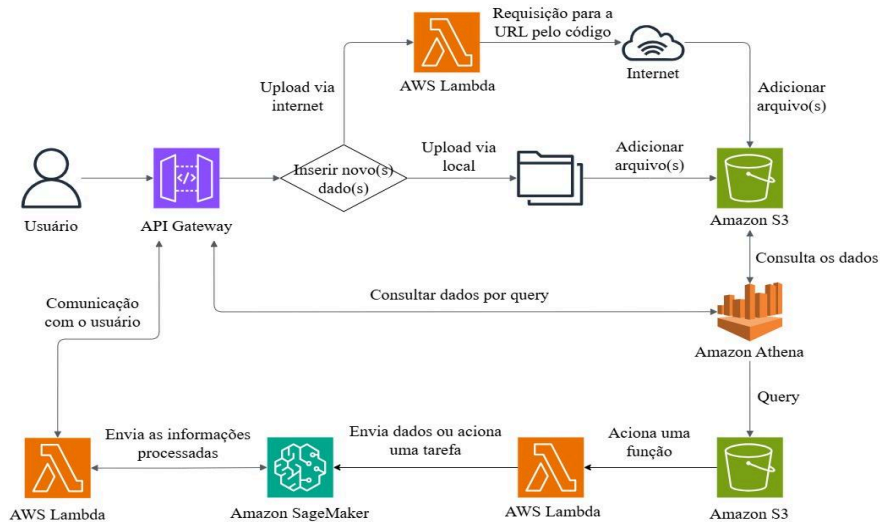 Requisição para a
URL pelo código
AWS Lambda
Internet
Upload via
internet
Adicionar
arquivo(s)
Inserir novo(s)
dado(s)
Upload via
local
Adicionar
arquivo(s)
Usuário
API Gateway
Amazon S3
Consulta os dados
Comunicação
com o usuário
Consultar dados por query
Amazon Athena
Query
Envia as informações
processadas
Envia dados ou aciona
uma tarefa
Aciona uma
função
AWS Lambda
Amazon SageMaker
AWS Lambda
Amazon S3